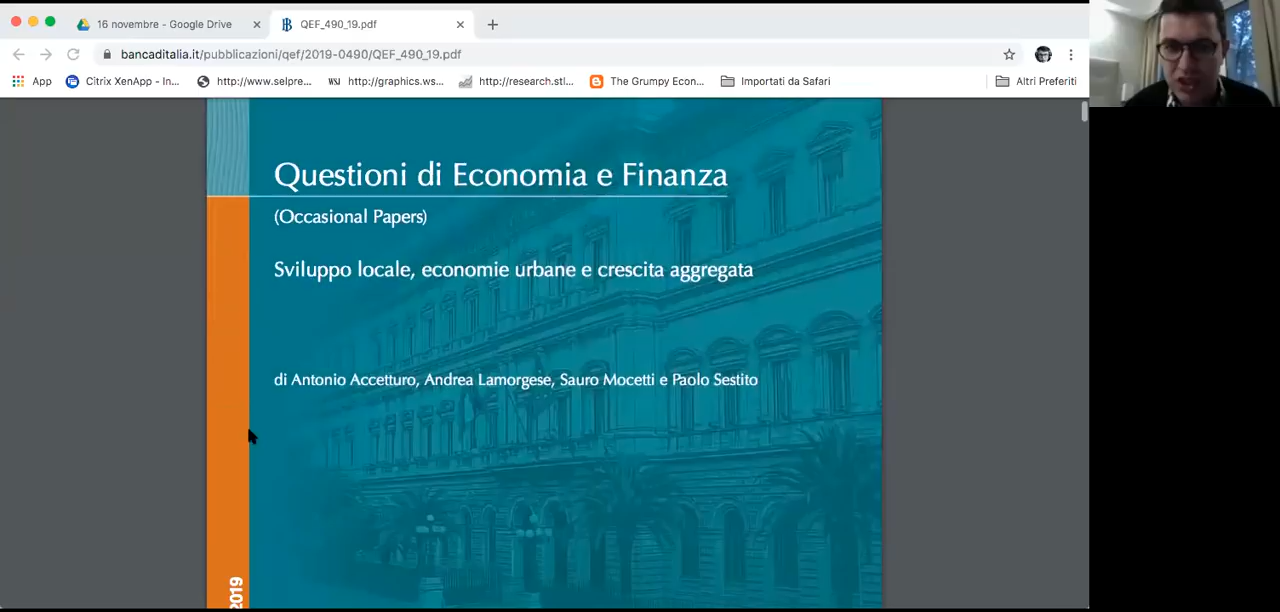 16 novembre - Google Drive
QEF_490_19.pdf
bancaditalia.it/pubblicazioni/qef/2019-0490/QEF_490_19.pdf
App
Citrix XenApp - In...
http://www.selpre...
WSJ
http://graphics.ws...
http://research.stl...
The Grumpy Econ...
Importati da Safari
Altri Preferiti
Questioni di Economia e Finanza
(Occasional Papers)
Sviluppo locale, economie urbane e crescita aggregata
di Antonio Accetturo, Andrea Lamorgese, Sauro Mocetti e Paolo Sestito
2019